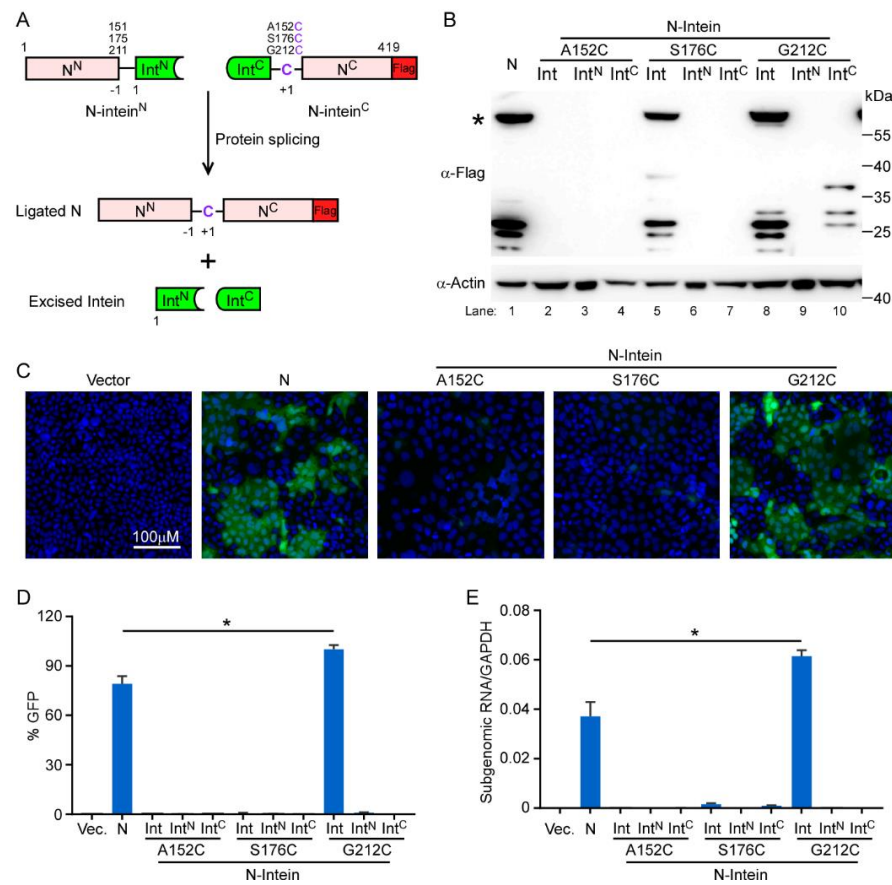 A
1
151
175
211
N^N
Int^N
-1
1
N-intein^N
A152C
S176C
G212C
419
Int^C
C
N^C
Flag
+1
N-intein^C
Protein splicing
Ligated N
N^N
C
N^C
Flag
-1
+1
+
Excised Intein
Int^N
Int^C
1
B
N-Intein
A152C S176C G212C
N Int Int^N Int^C Int Int^N Int^C Int Int^N Int^C
kDa
*
55
40
α-Flag
35
25
α-Actin
40
Lane: 1 2 3 4 5 6 7 8 9 10
C
N-Intein
Vector N A152C S176C G212C
100μM
D
% GFP
120
90
60
30
0
*
Vec. N Int Int^N Int^C Int Int^N Int^C Int Int^N Int^C
A152C S176C G212C
N-Intein
E
Subgenomic RNA/GAPDH
0.08
0.06
0.04
0.02
0
*
Vec. N Int Int^N Int^C Int Int^N Int^C Int Int^N Int^C
A152C S176C G212C
N-Intein